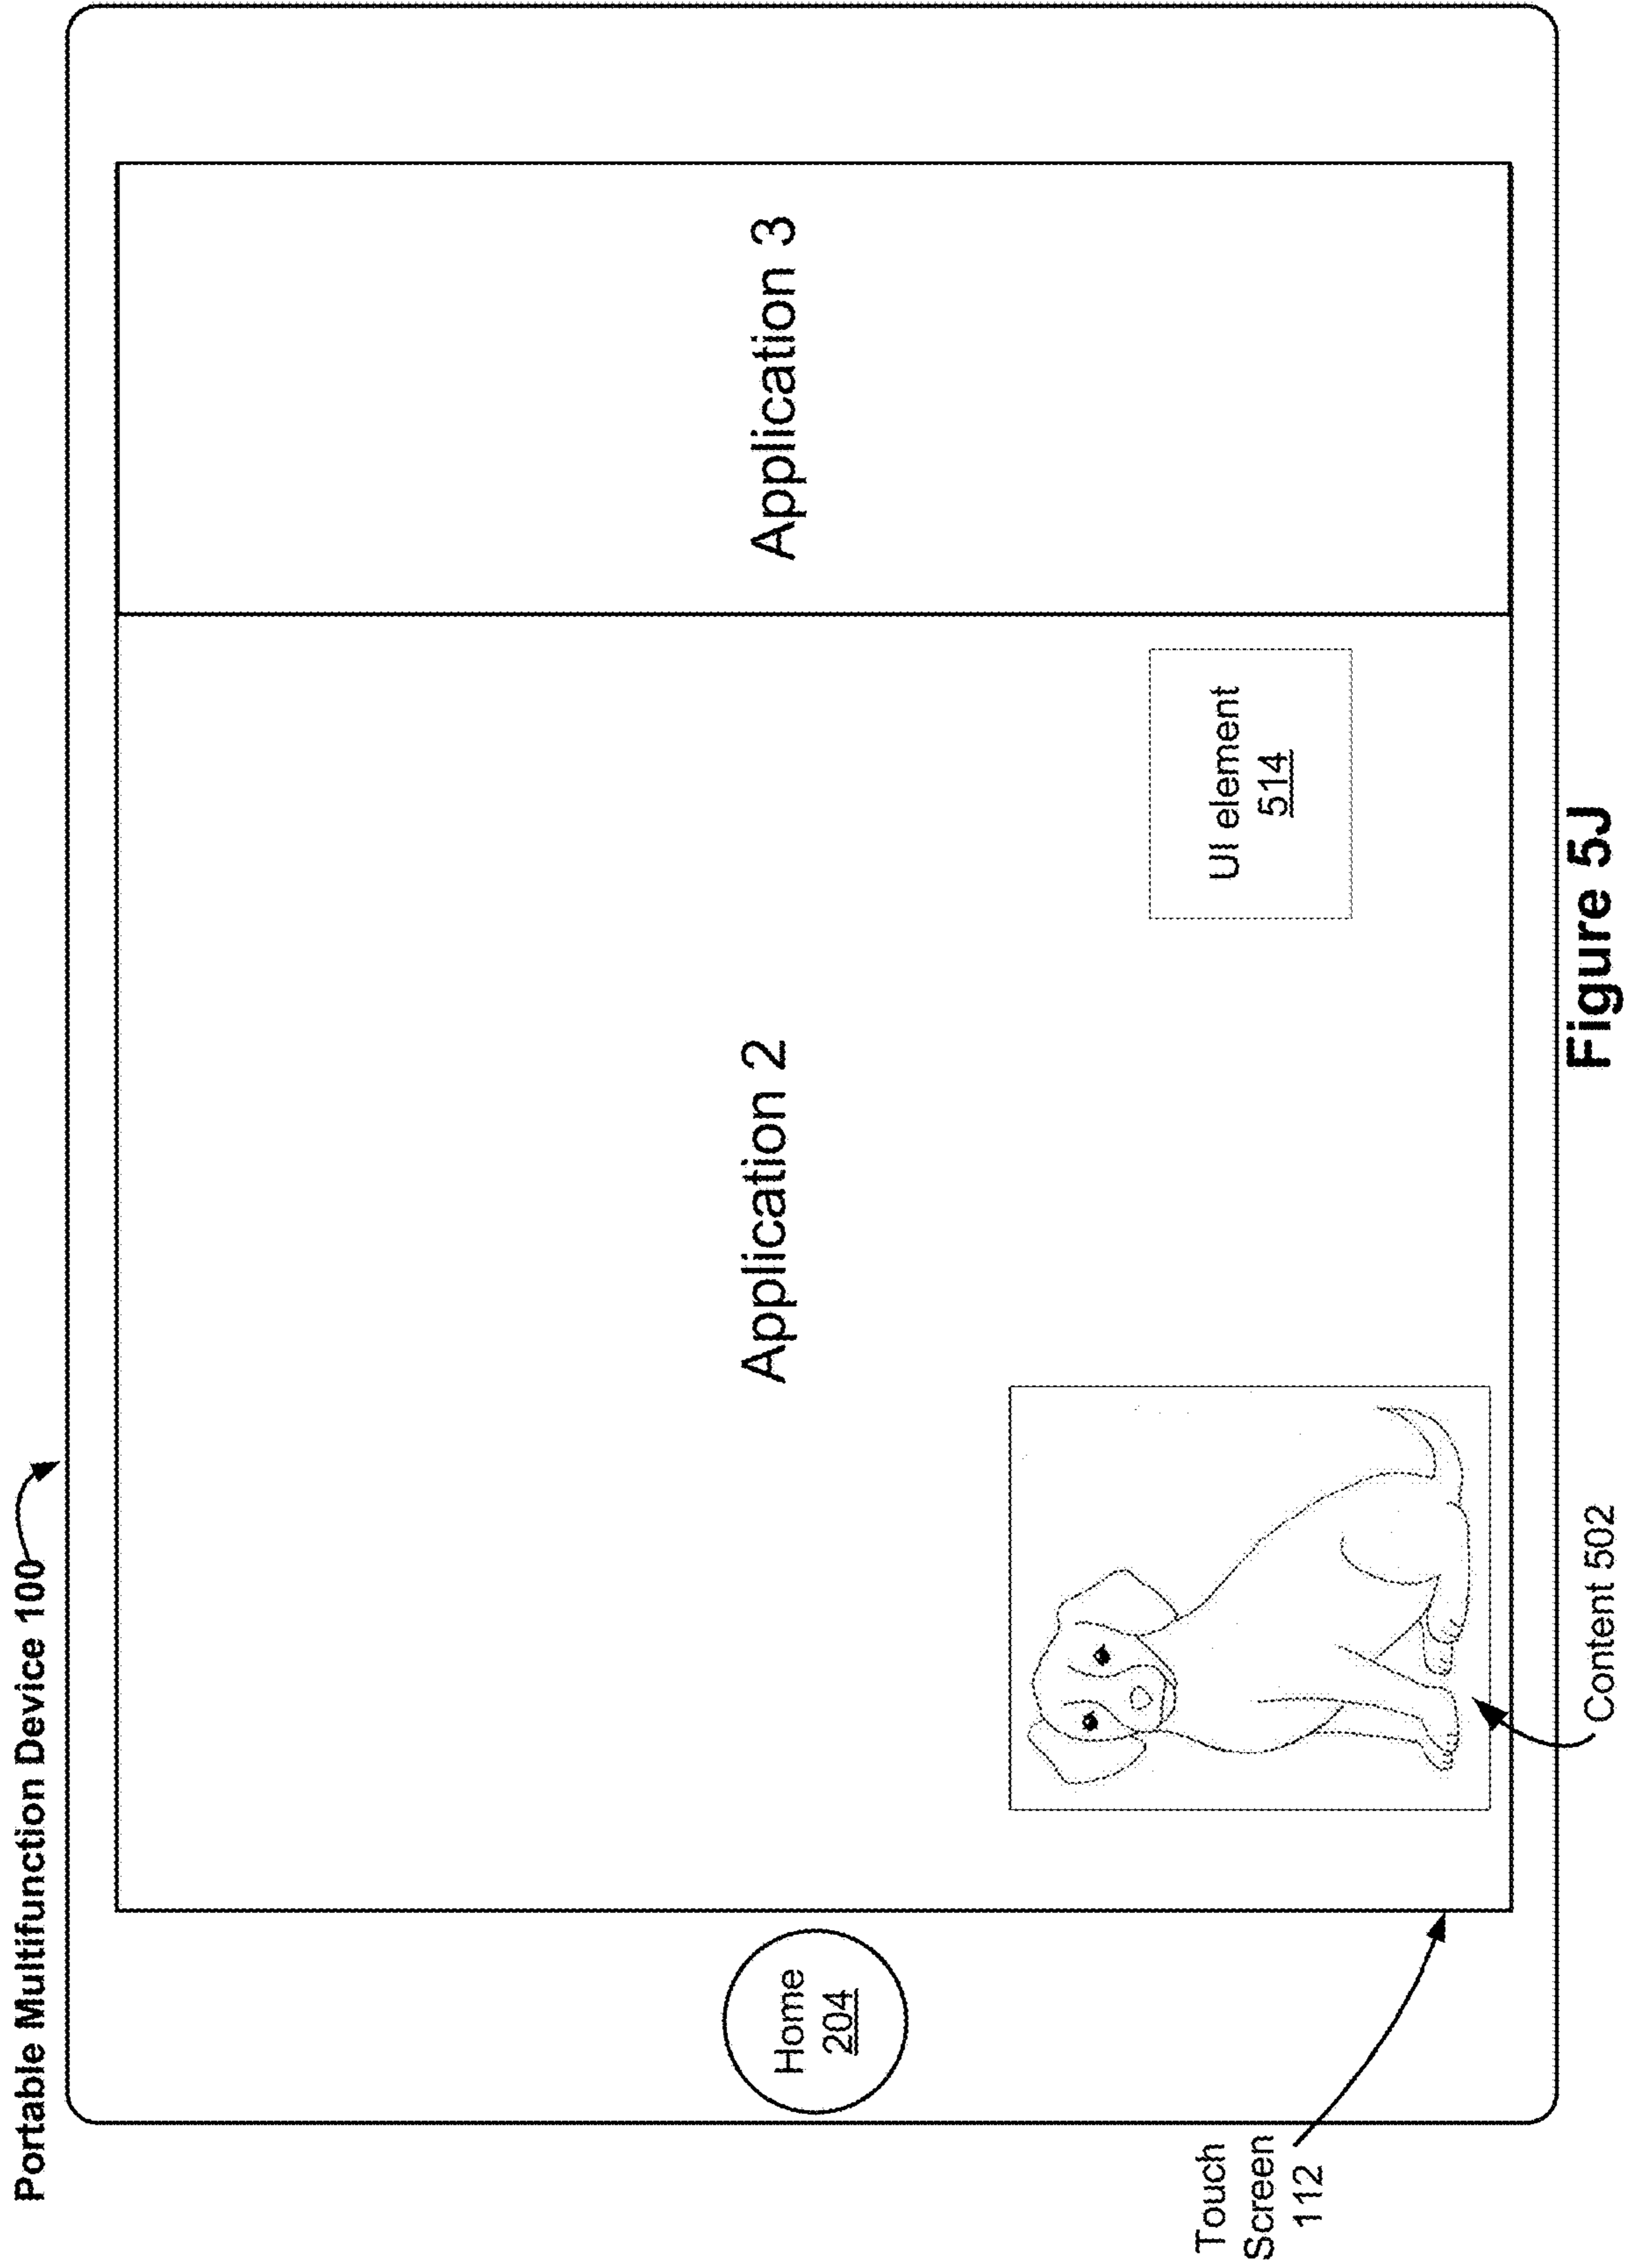 Portable Multifunction Device 100
Application 2
Application 3
Home
204
UI element
514
Touch
Screen
112
Content 502
Figure 5J